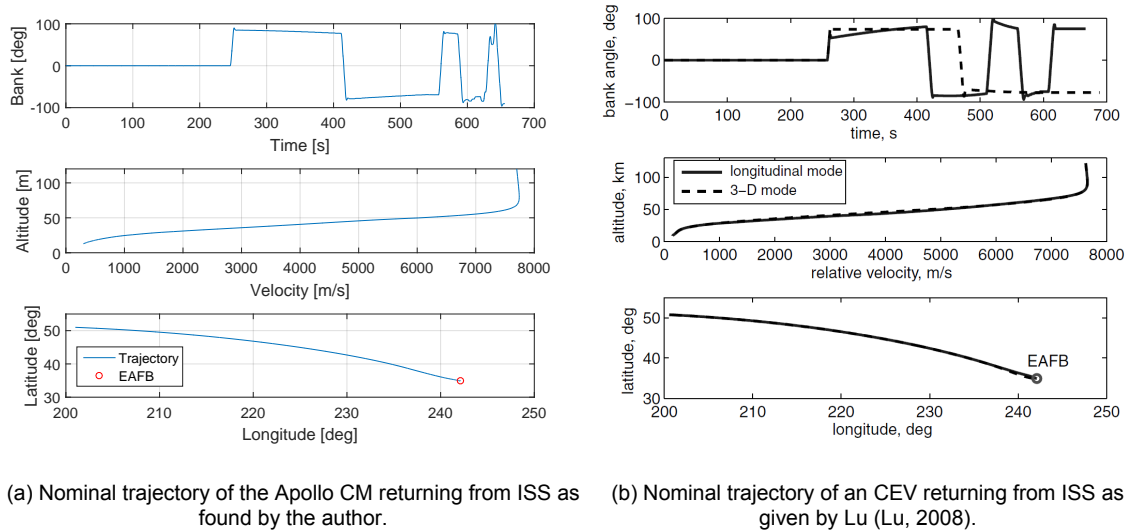 100
0
-100
Bank [deg]
0 100 200 300 400 500 600 700
Time [s]
100
50
0
Altitude [m]
0 1000 2000 3000 4000 5000 6000 7000 8000
Velocity [m/s]
50
40
30
Latitude [deg]
Trajectory
EAFB
200 210 220 230 240 250
Longitude [deg]
(a) Nominal trajectory of the Apollo CM returning from ISS as
found by the author.
100
0
−100
bank angle, deg
0 100 200 300 400 500 600 700
time, s
100
50
0
altitude, km
longitudinal mode
3−D mode
0 1000 2000 3000 4000 5000 6000 7000 8000
relative velocity, m/s
50
40
30
latitude, deg
EAFB
200 210 220 230 240 250
longitude, deg
(b) Nominal trajectory of an CEV returning from ISS as
given by Lu (Lu, 2008).